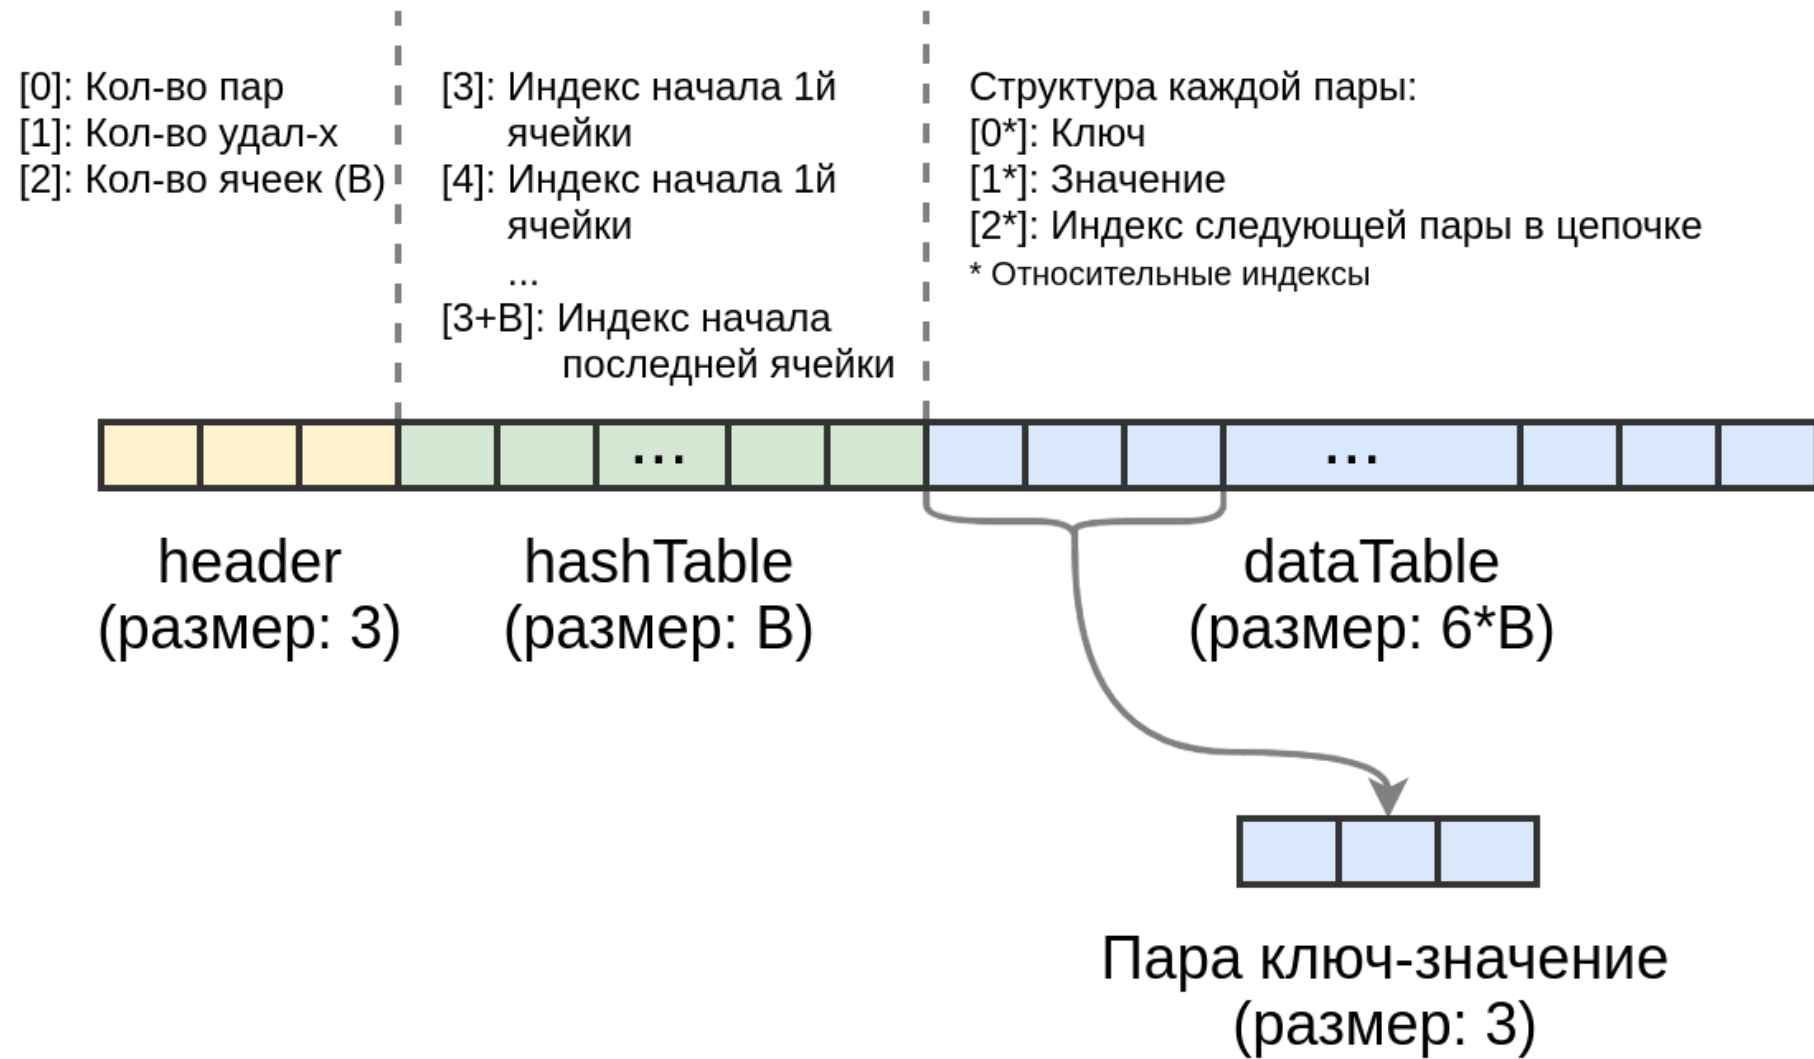 [0]: Кол-во пар
[1]: Кол-во удал-х
[2]: Кол-во ячеек (B)
[3]: Индекс начала 1й
ячейки
[4]: Индекс начала 1й
ячейки
...
[3+B]: Индекс начала
последней ячейки
Структура каждой пары:
[0*]: Ключ
[1*]: Значение
[2*]: Индекс следующей пары в цепочке
* Относительные индексы
...
...
header
(размер: 3)
hashTable
(размер: B)
dataTable
(размер: 6*B)
Пара ключ-значение
(размер: 3)